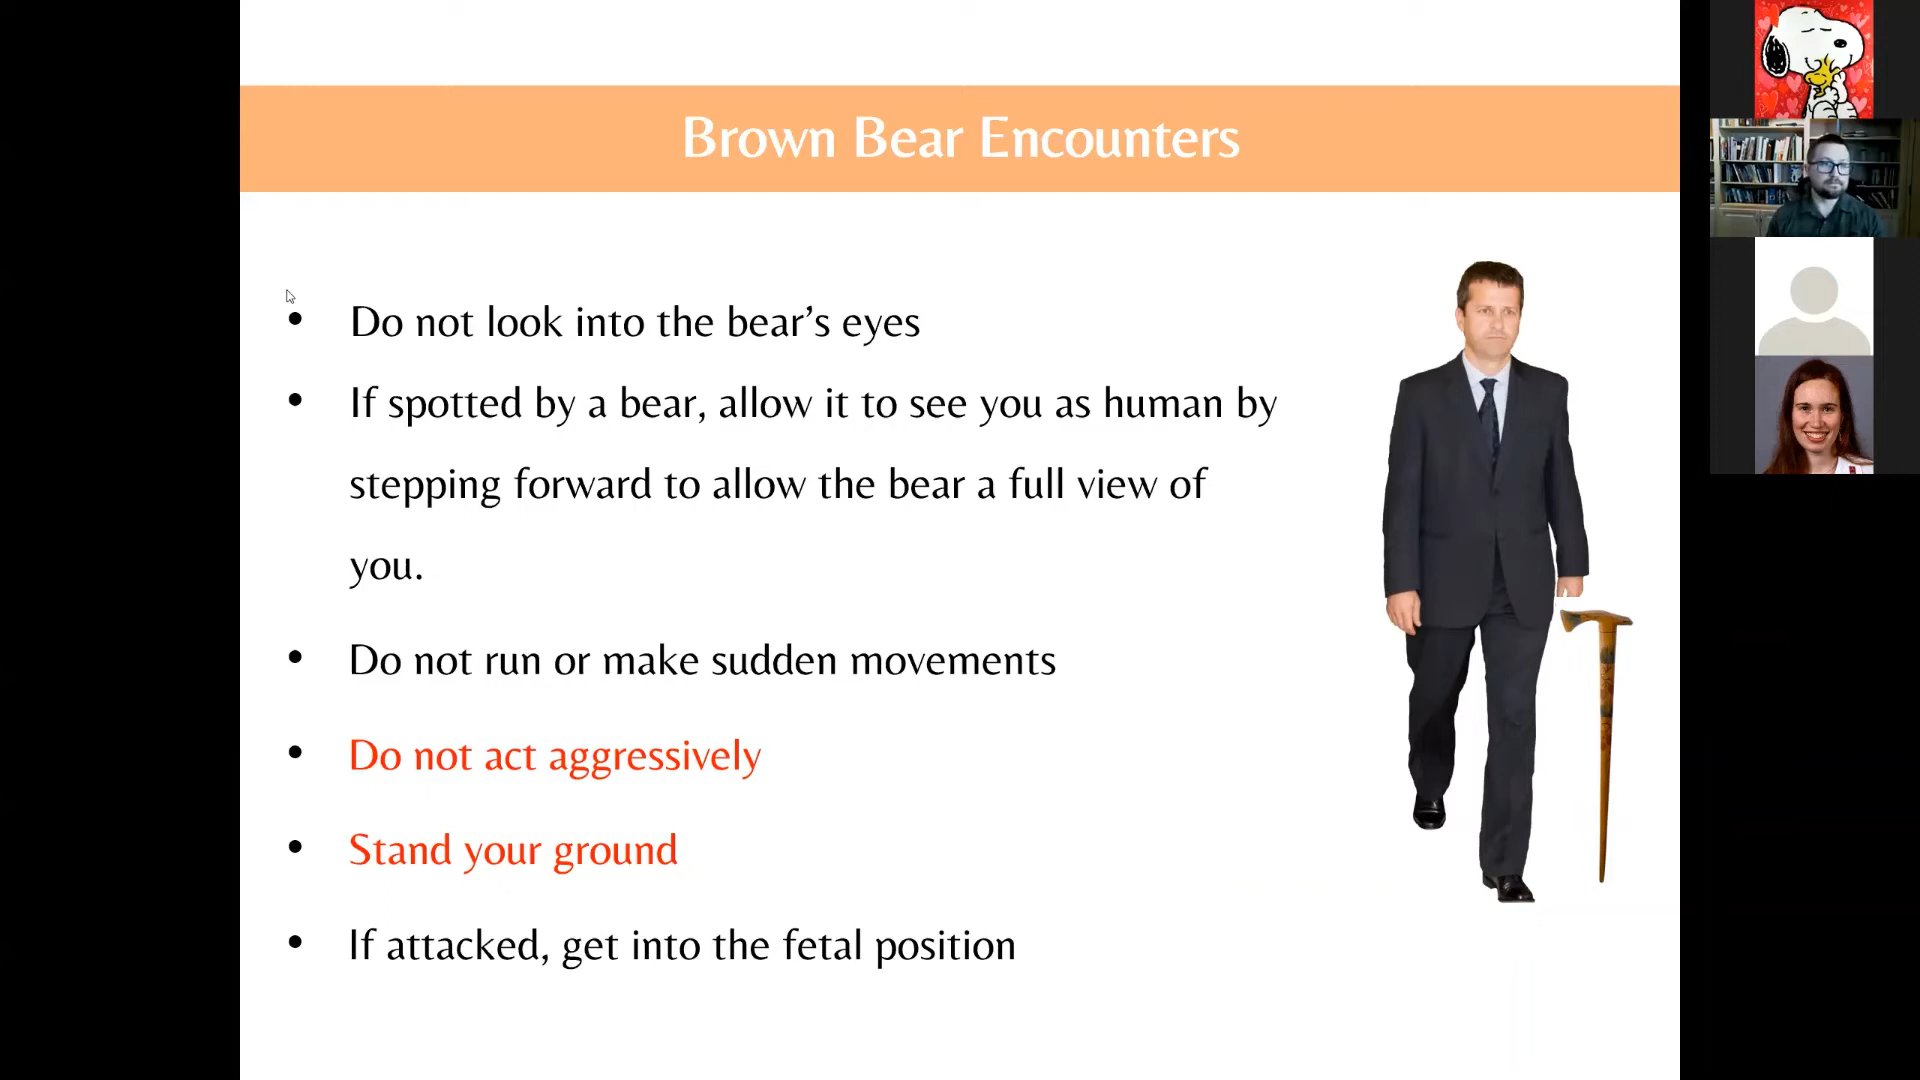 Brown Bear Encounters
• Do not look into the bear’s eyes
• If spotted by a bear, allow it to see you as human by
stepping forward to allow the bear a full view of
you.
• Do not run or make sudden movements
• Do not act aggressively
• Stand your ground
• If attacked, get into the fetal position